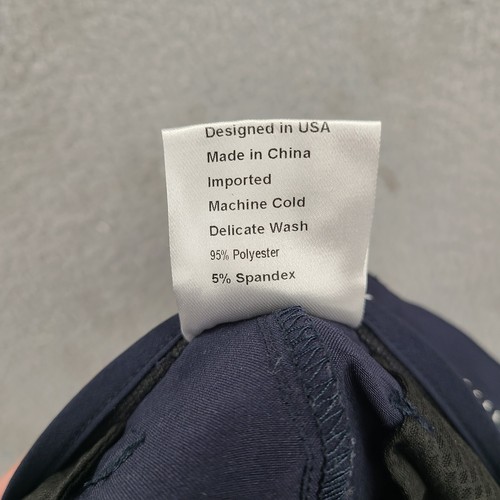 Designed in USA
Made in China
Imported
Machine Cold
Delicate Wash
95% Polyester
5% Spandex